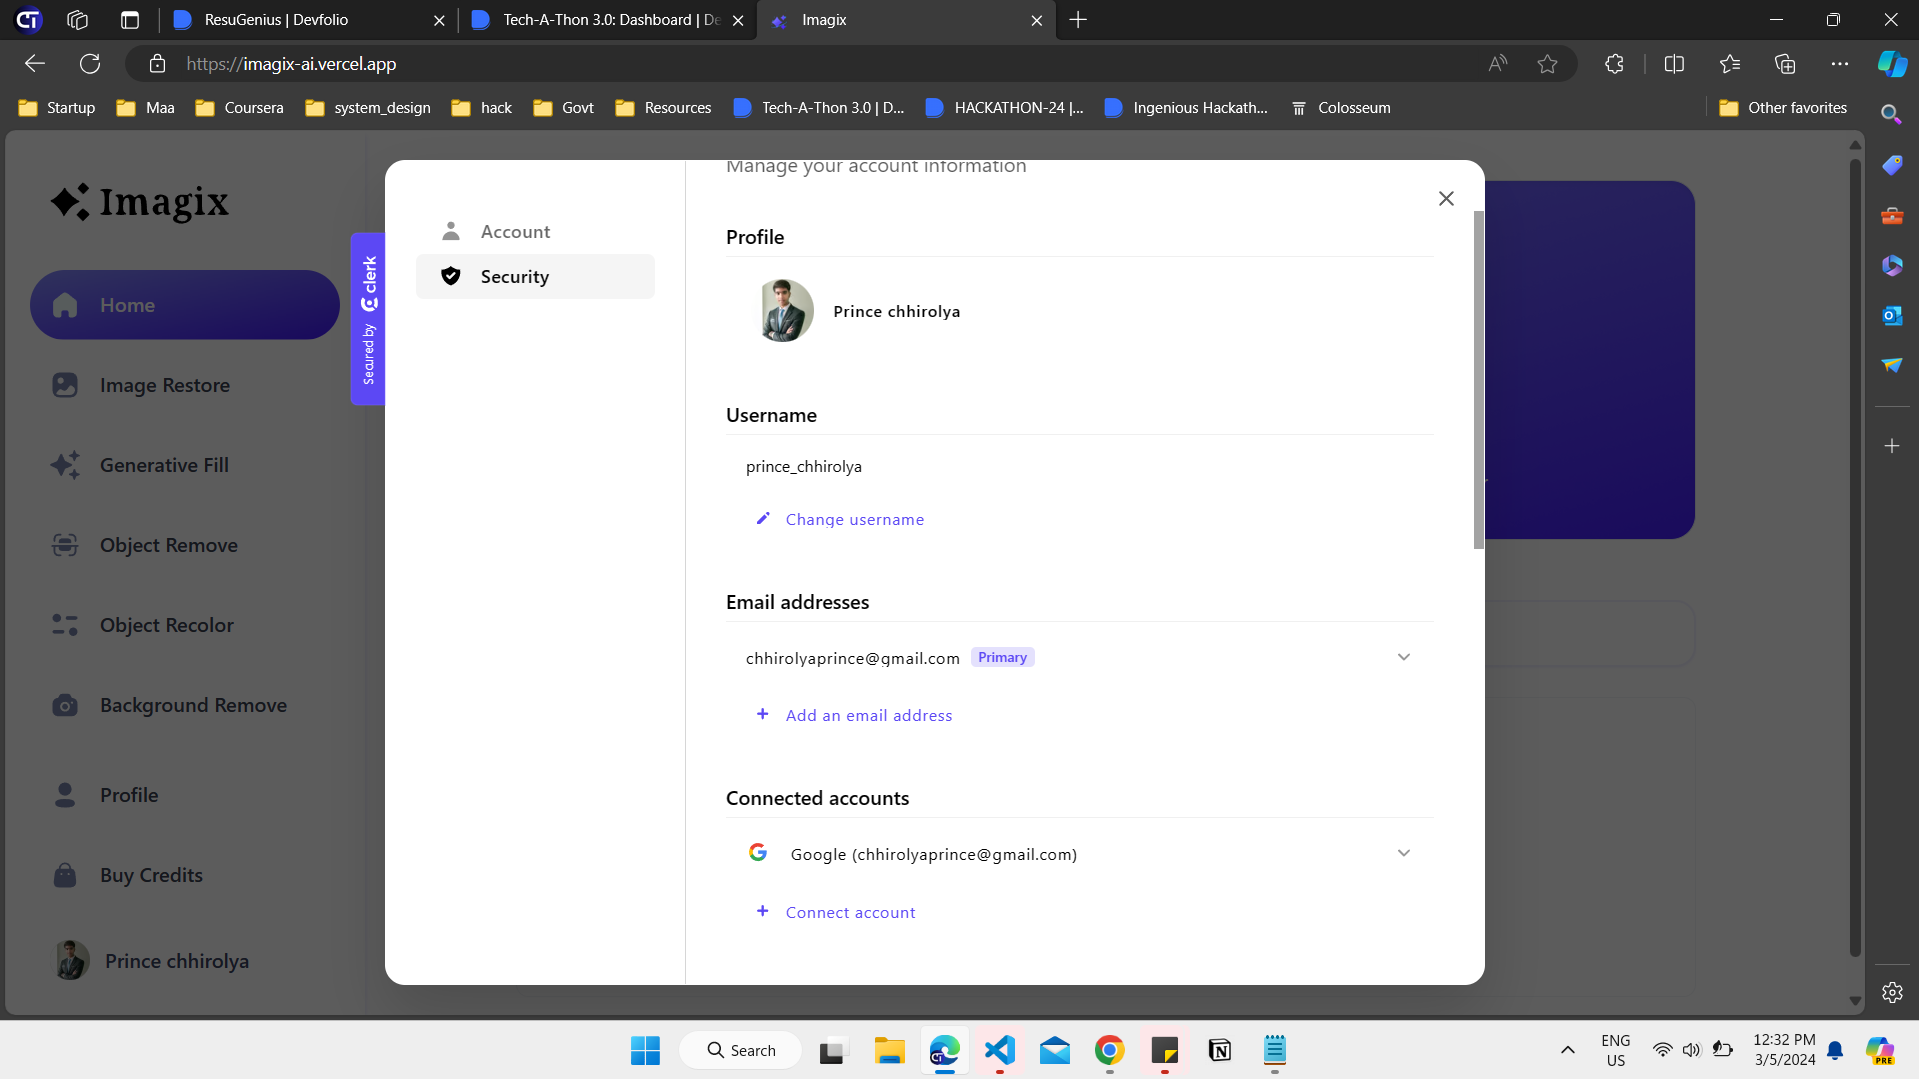 CT
ResuGenius | Devfolio
Tech-A-Thon 3.0: Dashboard | De
Imagix
https://imagix-ai.vercel.app
Startup
Maa
Coursera
system_design
hack
Govt
Resources
Tech-A-Thon 3.0 | D...
HACKATHON-24 |...
Ingenious Hackath...
Colosseum
Other favorites
Imagix
Home
Image Restore
Generative Fill
Object Remove
Object Recolor
Background Remove
Profile
Buy Credits
Prince chhirolya
Secured by clerk
Account
Security
Manage your account information
Profile
Prince chhirolya
Username
prince_chhirolya
Change username
Email addresses
chhirolyaprince@gmail.com Primary
Add an email address
Connected accounts
Google (chhirolyaprince@gmail.com)
Connect account
Search
ENG
US
12:32 PM
3/5/2024
PRE